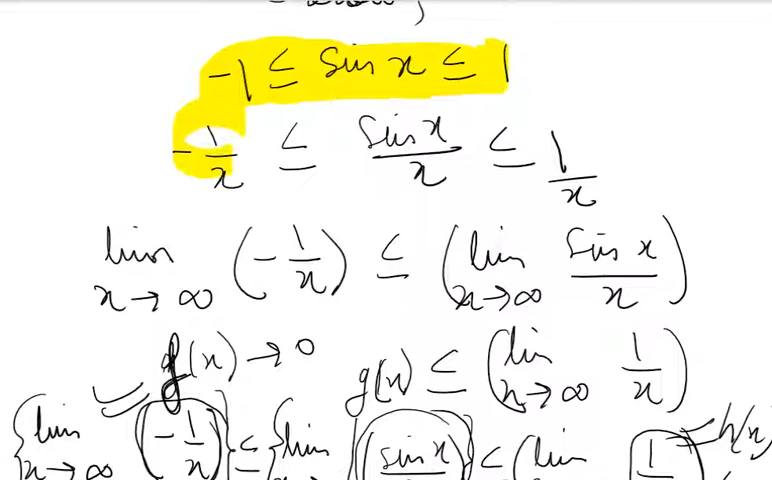 -1 ≤ sin x ≤ 1
-1/x ≤ sin x/x ≤ 1/x
lim x→∞ (-1/x) ≤ (lim x→∞ sin x/x)
f(x) → 0 g(x) ≤ (lim x→∞ 1/x)
{lim x→∞ (-1/x)} ≤ {lim (sin x ≤ (lim 1 h(x)